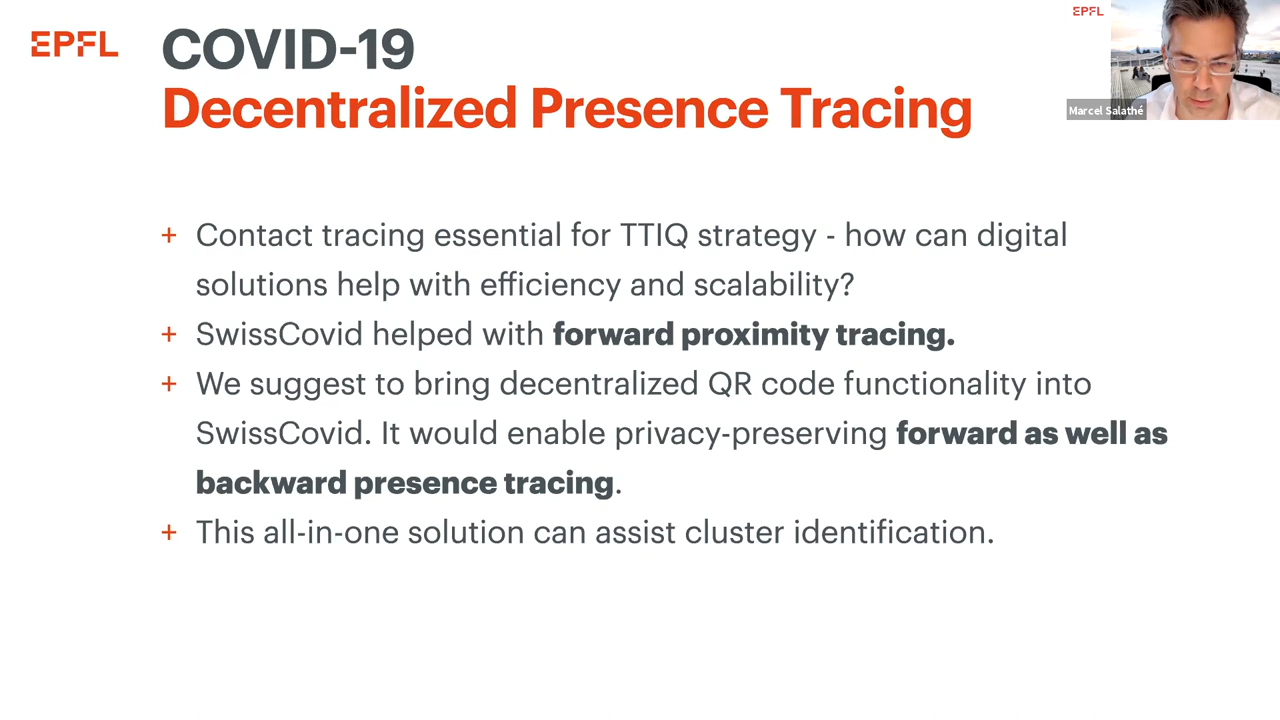 EPFL
COVID-19
Decentralized Presence Tracing
EPFL
Marcel Salathé
+ Contact tracing essential for TTIQ strategy - how can digital
solutions help with efficiency and scalability?
+ SwissCovid helped with forward proximity tracing.
+ We suggest to bring decentralized QR code functionality into
SwissCovid. It would enable privacy-preserving forward as well as
backward presence tracing.
+ This all-in-one solution can assist cluster identification.